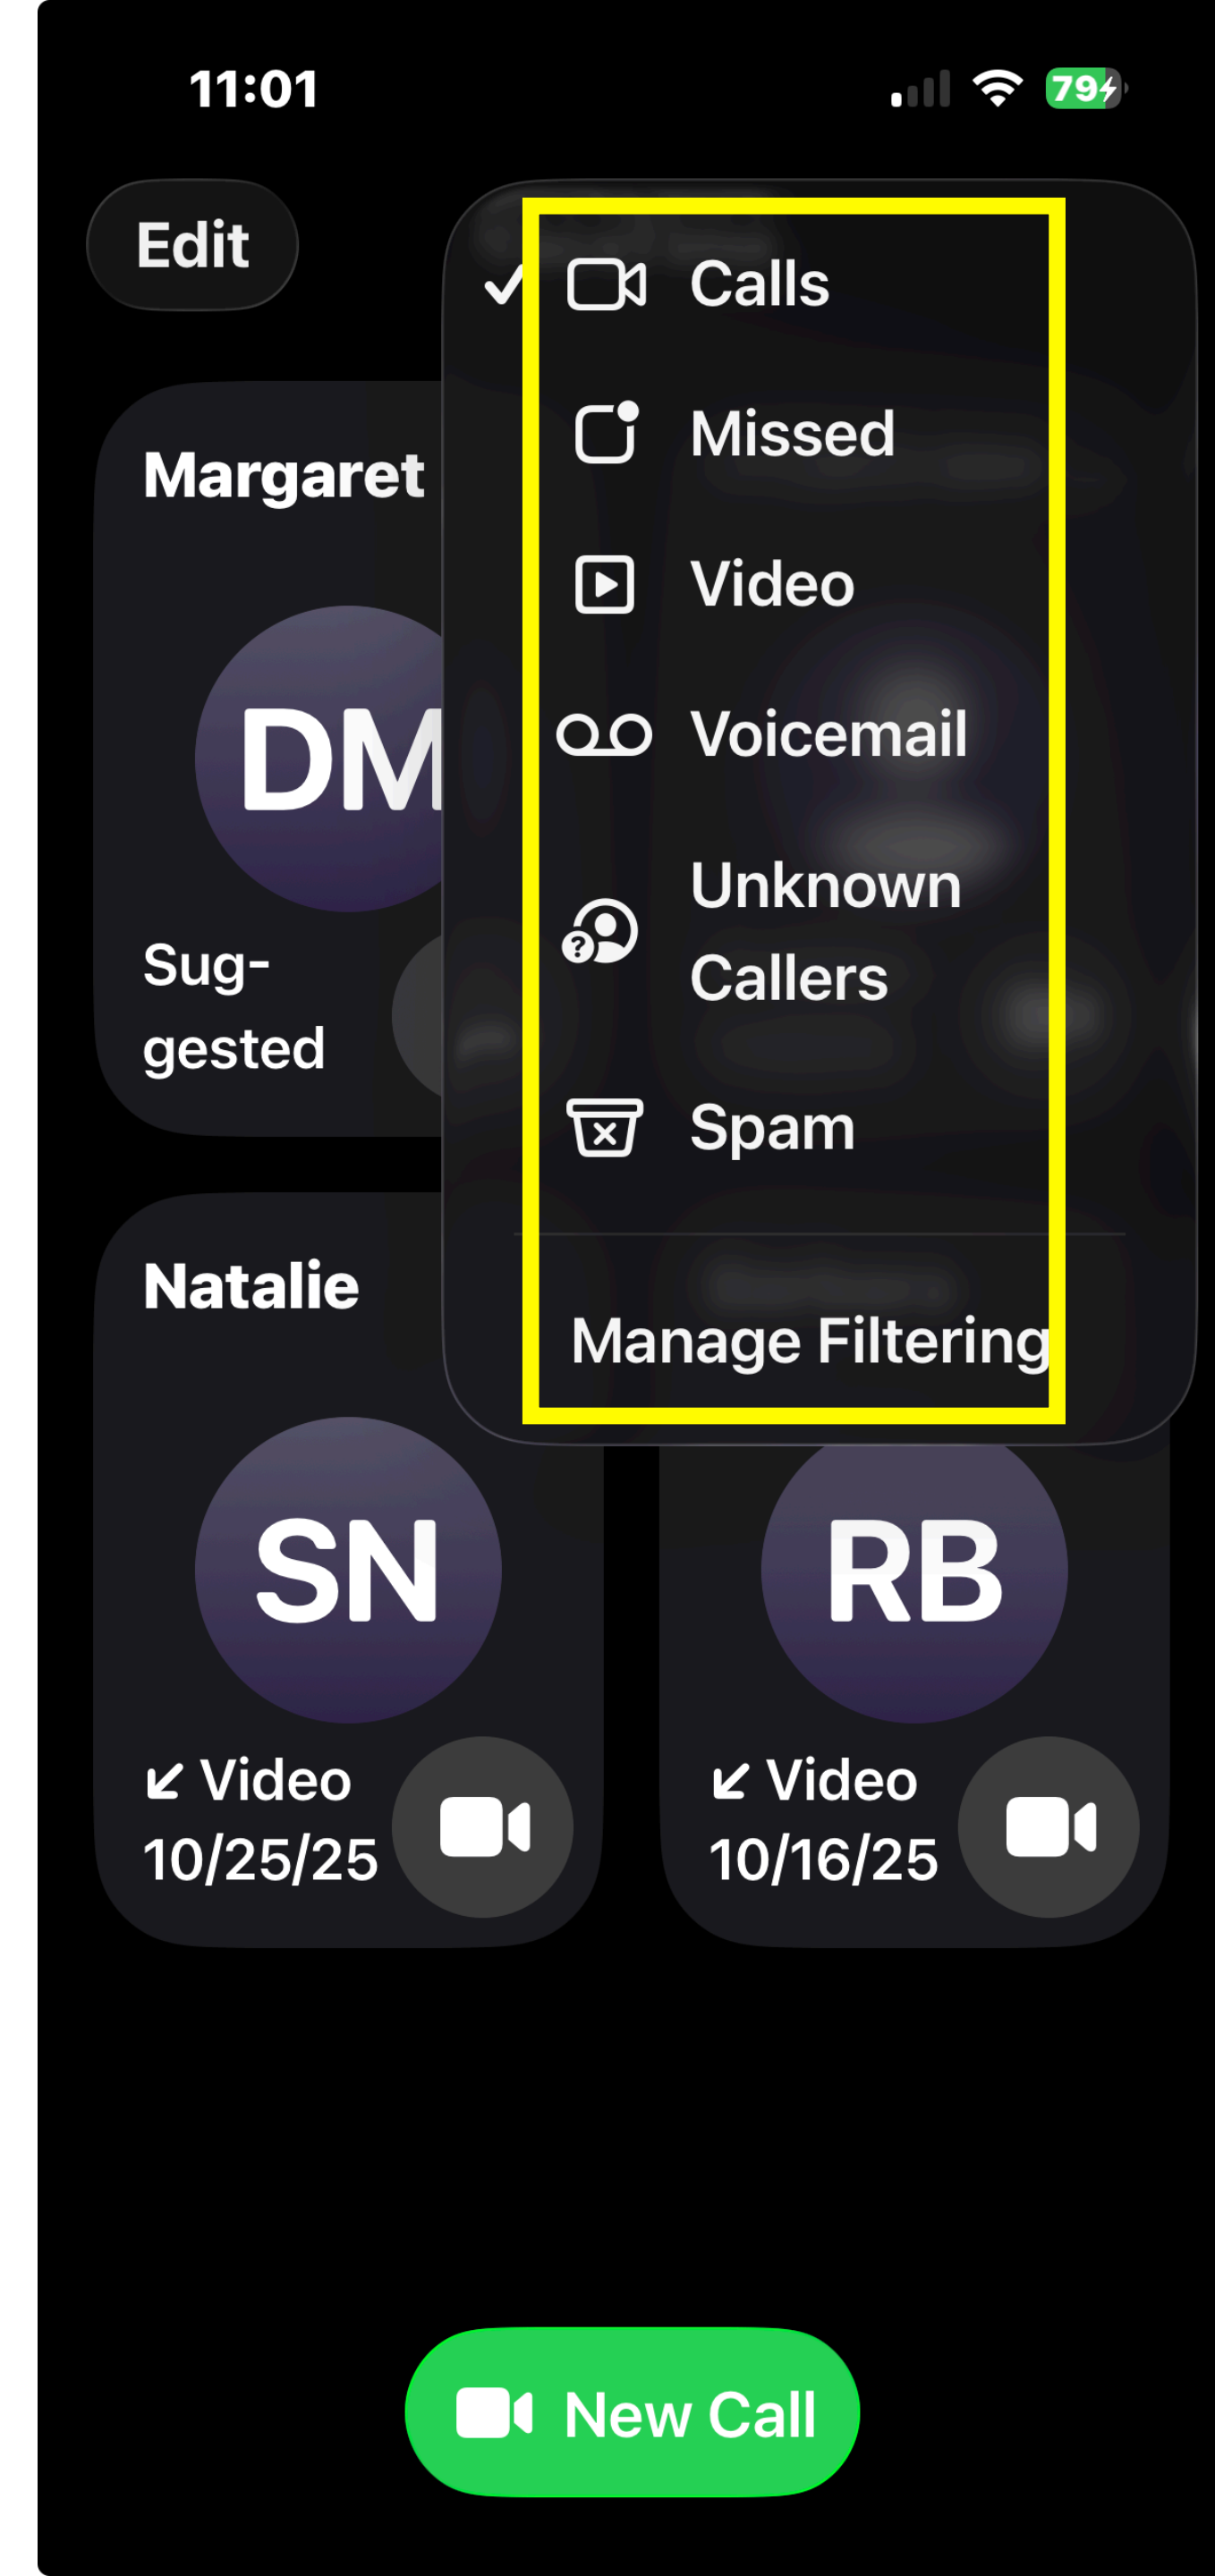 11:01
79
Edit
Calls
Missed
Video
Voicemail
Unknown
Callers
Spam
Manage Filtering
Margaret
DM
Sug-
gested
Natalie
SN
Video
10/25/25
RB
Video
10/16/25
New Call